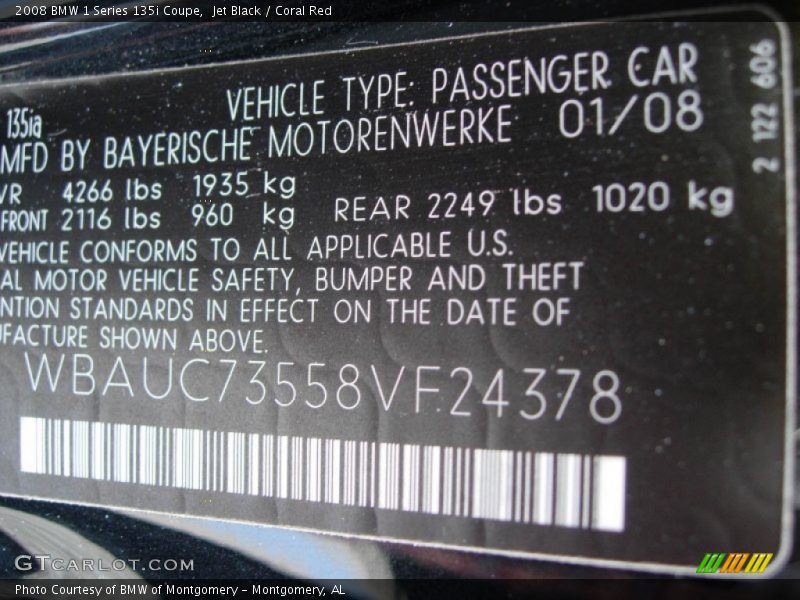 2008 BMW 1 Series 135i Coupe, Jet Black / Coral Red
VEHICLE TYPE: PASSENGER CAR
135ia
MFD BY BAYERISCHE MOTORENWERKE 01/08
VR 4266 lbs 1935 kg
FRONT 2116 lbs 960 kg REAR 2249 lbs 1020 kg
VEHICLE CONFORMS TO ALL APPLICABLE U.S.
AL MOTOR VEHICLE SAFETY, BUMPER AND THEFT
NTION STANDARDS IN EFFECT ON THE DATE OF
UFACTURE SHOWN ABOVE.
WBAUC73558VF24378
2 122 606
GTCARLOT.COM
Photo Courtesy of BMW of Montgomery - Montgomery, AL